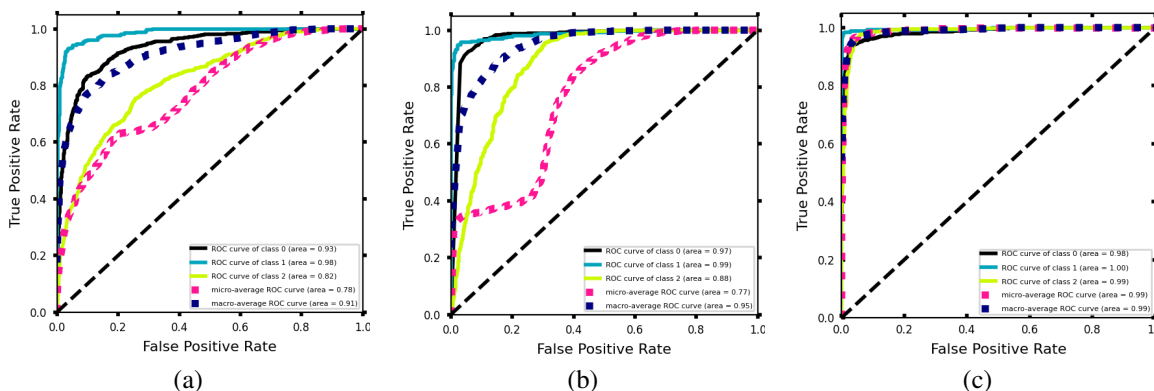 1.0
0.8
0.6
0.4
0.2
0.0
0.0 0.2 0.4 0.6 0.8 1.0
True Positive Rate
False Positive Rate
ROC curve of class 0 (area = 0.93)
ROC curve of class 1 (area = 0.98)
ROC curve of class 2 (area = 0.82)
micro-average ROC curve (area = 0.78)
macro-average ROC curve (area = 0.91)
(a)
1.0
0.8
0.6
0.4
0.2
0.0
0.0 0.2 0.4 0.6 0.8 1.0
True Positive Rate
False Positive Rate
ROC curve of class 0 (area = 0.97)
ROC curve of class 1 (area = 0.99)
ROC curve of class 2 (area = 0.88)
micro-average ROC curve (area = 0.77)
macro-average ROC curve (area = 0.95)
(b)
1.0
0.8
0.6
0.4
0.2
0.0
0.0 0.2 0.4 0.6 0.8 1.0
True Positive Rate
False Positive Rate
ROC curve of class 0 (area = 0.98)
ROC curve of class 1 (area = 1.00)
ROC curve of class 2 (area = 0.99)
micro-average ROC curve (area = 0.99)
macro-average ROC curve (area = 0.99)
(c)